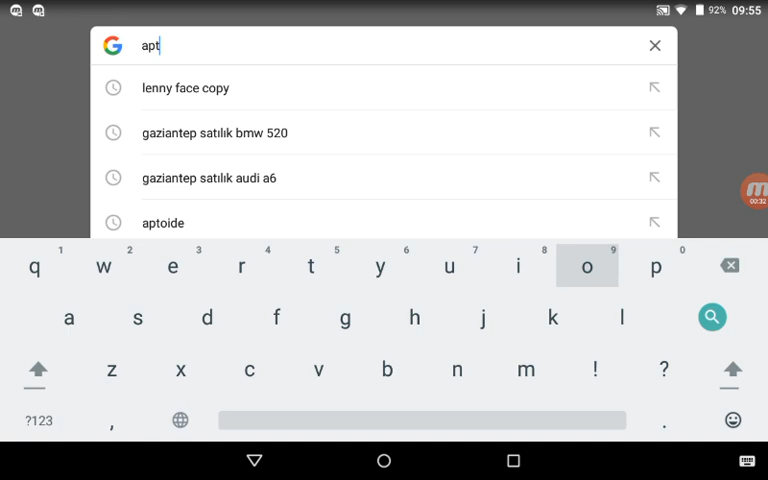 92% 09:55
apt
lenny face copy
gaziantep satılık bmw 520
gaziantep satılık audi a6
00:32
aptoide
1 2 3 4 5 6 7 8 9 0
q w e r t y u i o p
a s d f g h j k l
z x c v b n m ! ?
?123 , .